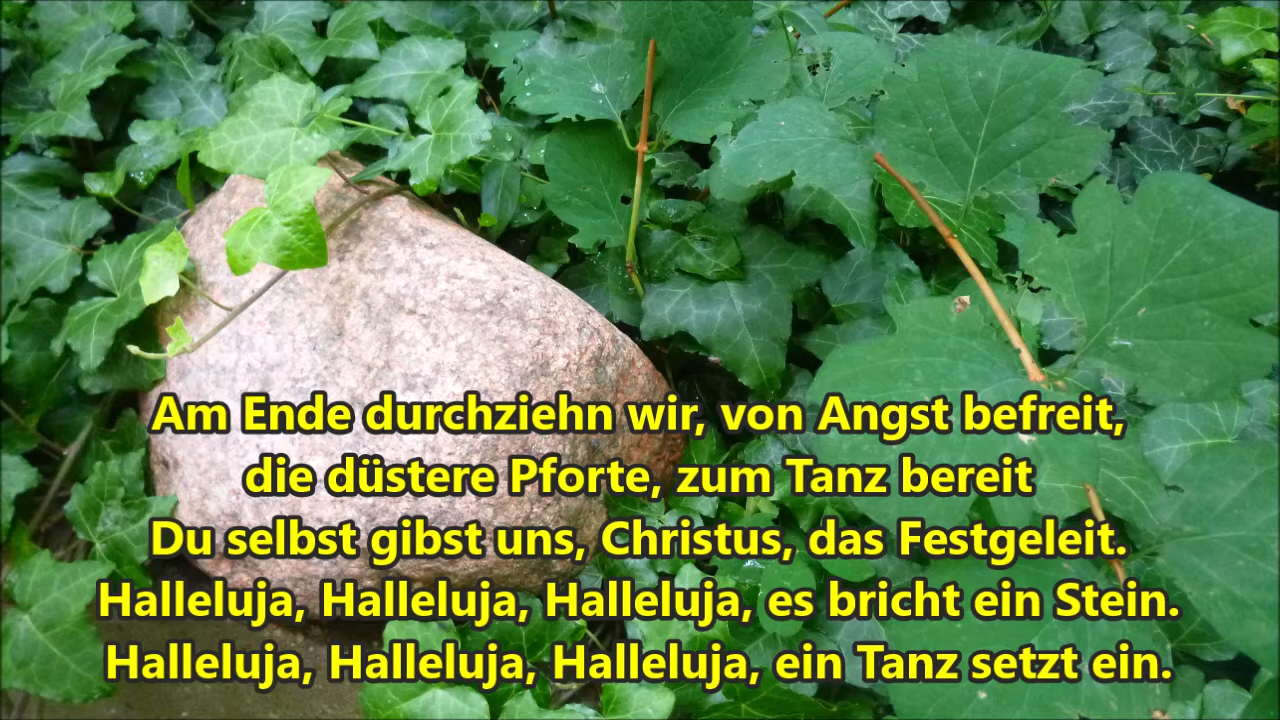 Am Ende durchziehn wir, von Angst befreit,
die düstere Pforte, zum Tanz bereit
Du selbst gibst uns, Christus, das Festgeleit.
Halleluja, Halleluja, Halleluja, es bricht ein Stein.
Halleluja, Halleluja, Halleluja, ein Tanz setzt ein.